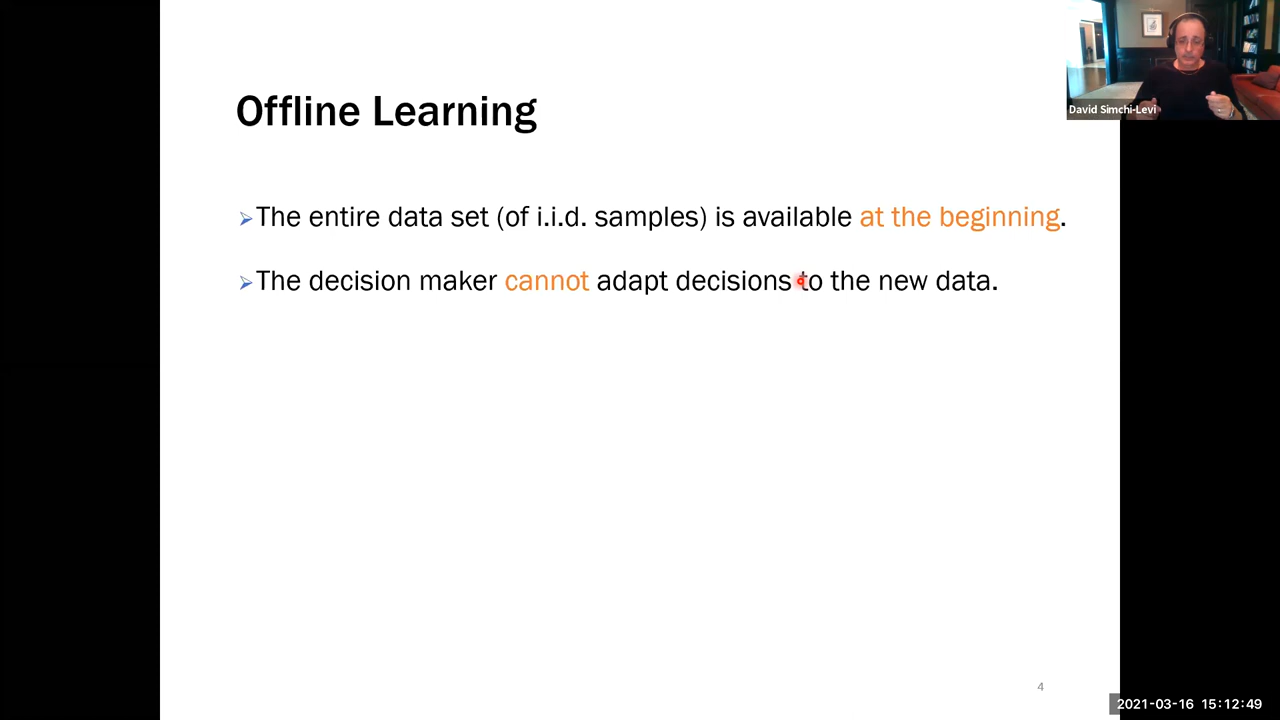 David Simchi-Levi
Offline Learning
➢The entire data set (of i.i.d. samples) is available at the beginning.
➢The decision maker cannot adapt decisions to the new data.
4
2021-03-16 15:12:49